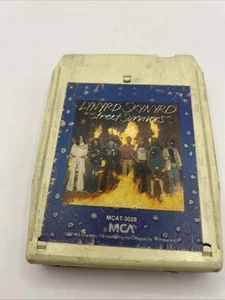 LYNYRD SKYNYRD
"Street Survivors"
MCAT-3029
MCA